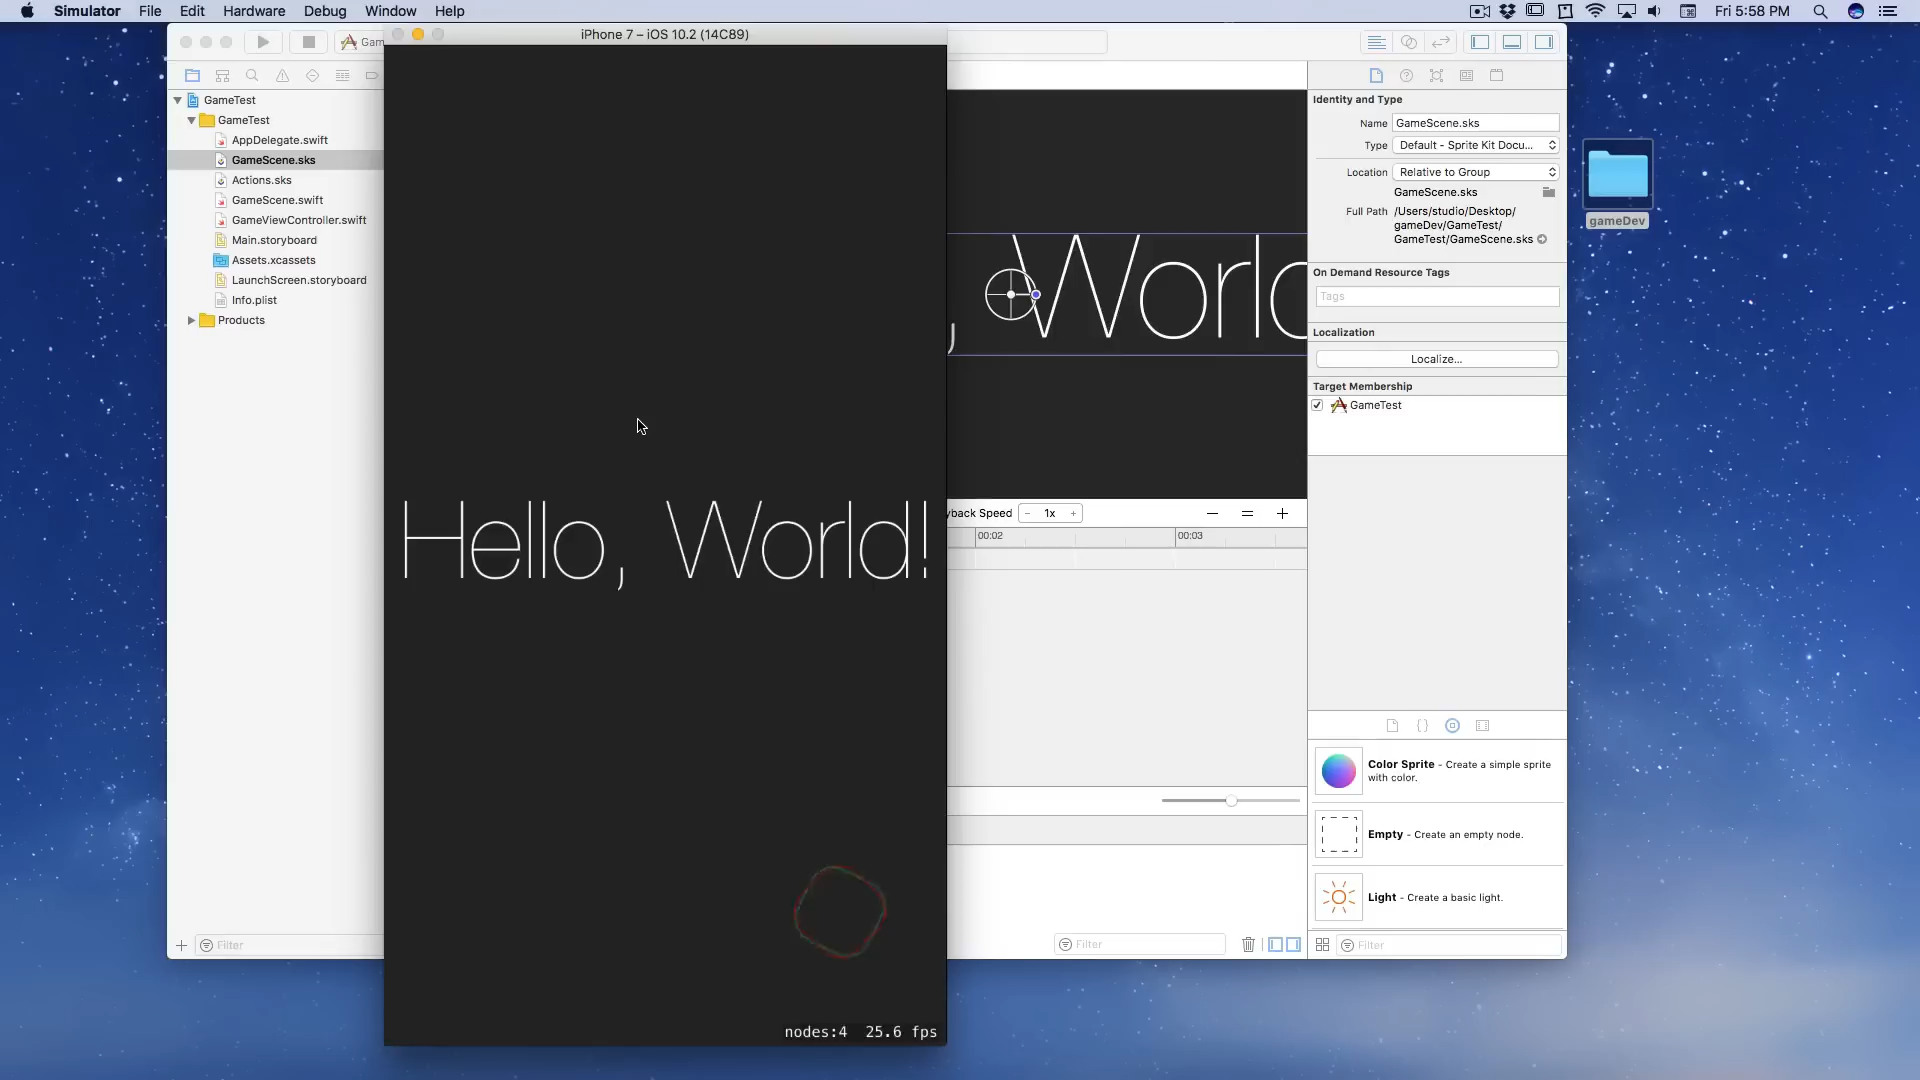 Simulator File Edit Hardware Debug Window Help
Fri 5:58 PM
iPhone 7 – iOS 10.2 (14C89)
Gam
GameTest
GameTest
AppDelegate.swift
GameScene.sks
Actions.sks
GameScene.swift
GameViewController.swift
Main.storyboard
Assets.xcassets
LaunchScreen.storyboard
Info.plist
Products
Filter
Hello, World!
nodes:4 25.6 fps
, World
yback Speed
- 1x +
00:02
00:03
Filter
Identity and Type
Name GameScene.sks
Type Default - Sprite Kit Docu...
Location Relative to Group
GameScene.sks
Full Path /Users/studio/Desktop/
gameDev/GameTest/
GameTest/GameScene.sks
On Demand Resource Tags
Tags
Localization
Localize...
Target Membership
GameTest
Color Sprite - Create a simple sprite
with color.
Empty - Create an empty node.
Light - Create a basic light.
Filter
gameDev